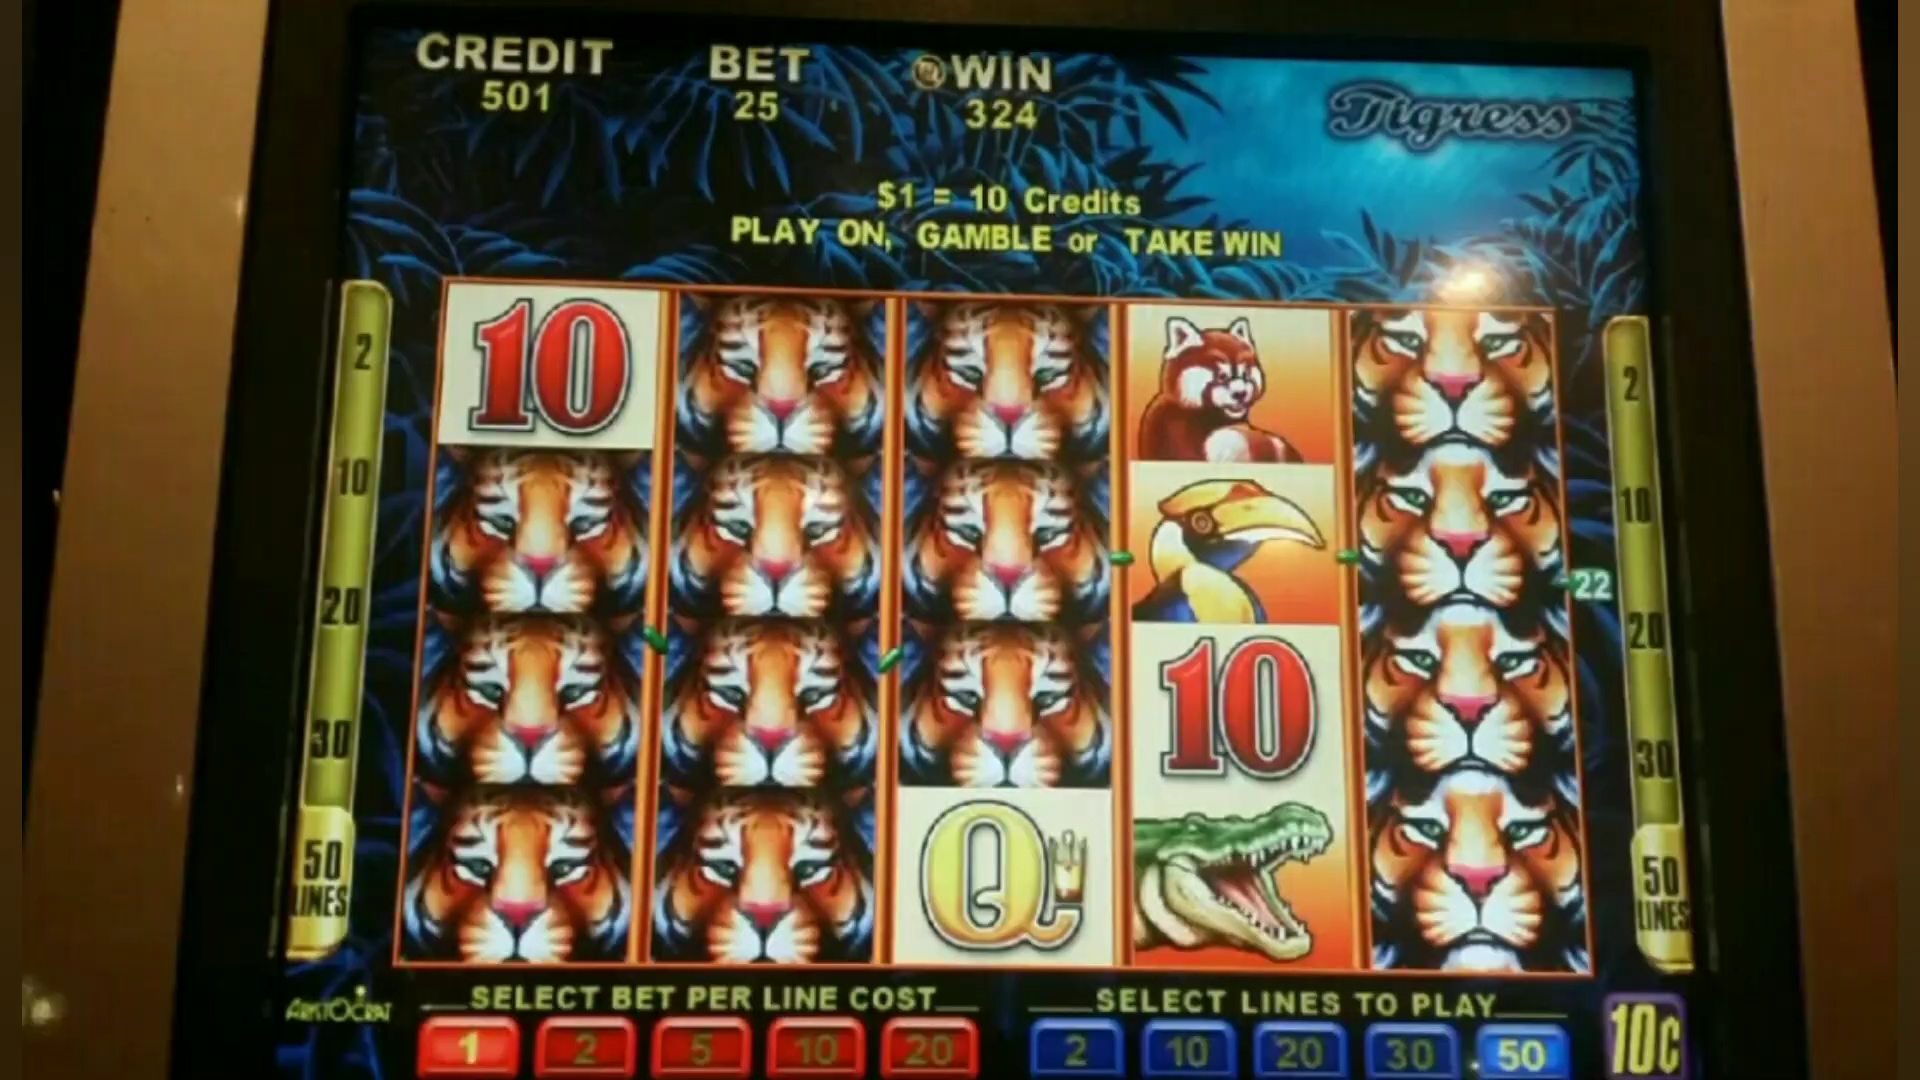 CREDIT BET WIN
501 25 324
Tigress
$1 = 10 Credits
PLAY ON, GAMBLE or TAKE WIN
10
2 2
10 10
20 20
22
30 30
10
50 LINES
50 LINES
Q
ARISTOCRAT
SELECT BET PER LINE COST
SELECT LINES TO PLAY
1 2 5 10 20
2 10 20 30 50
10¢